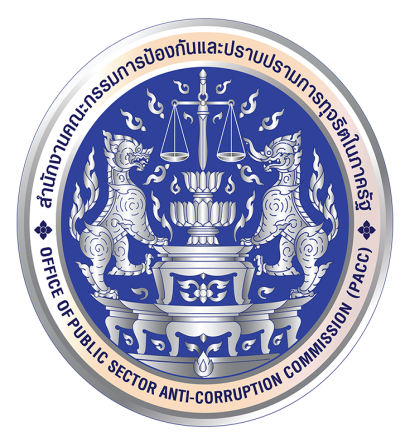 สำนักงานคณะกรรมการป้องกันและปราบปรามการทุจริตในภาครัฐ
OFFICE OF PUBLIC SECTOR ANTI-CORRUPTION COMMISSION (PACC)